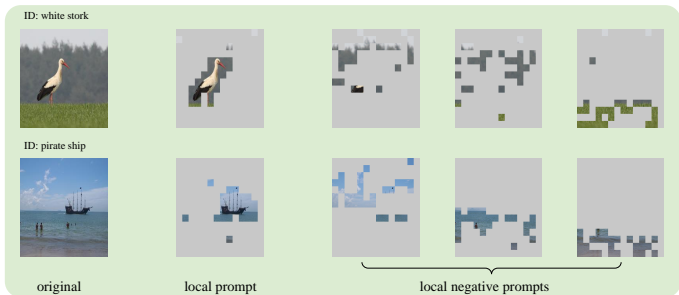 ID: white stork
ID: pirate ship
original
local prompt
local negative prompts